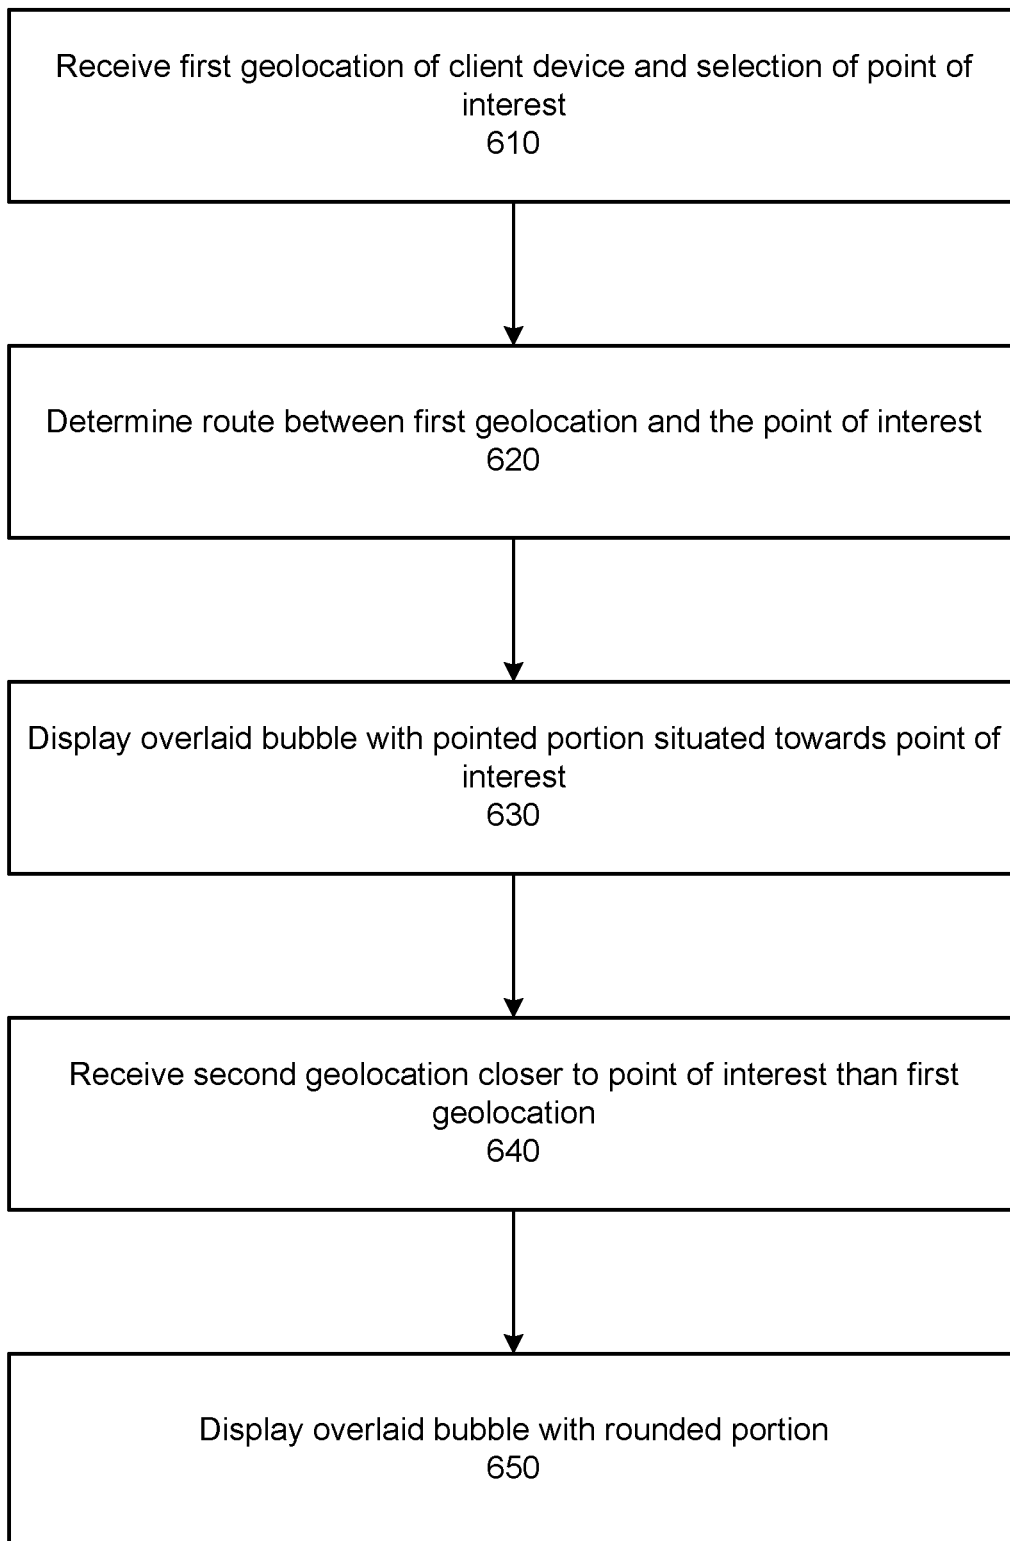 Receive first geolocation of client device and selection of point of
interest
610
Determine route between first geolocation and the point of interest
620
Display overlaid bubble with pointed portion situated towards point of
interest
630
Receive second geolocation closer to point of interest than first
geolocation
640
Display overlaid bubble with rounded portion
650